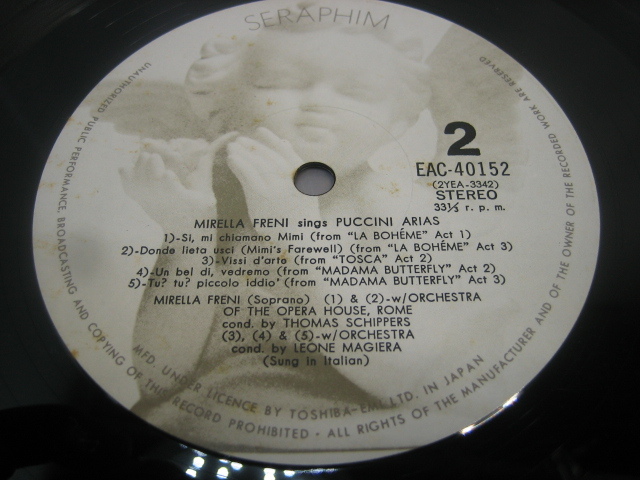 SERAPHIM
2
EAC-40152
(2YEA-3342)
STEREO
33⅓ r. p. m.
MIRELLA FRENI sings PUCCINI ARIAS
1)-Si, mi chiamano Mimi (from "LA BOHÉME" Act 1)
2)-Donde lieta usci (Mimi's Farewell) (from "LA BOHÉME" Act 3)
3)-Vissi d'arte (from "TOSCA" Act 2)
4)-Un bel di, vedremo (from "MADAMA BUTTERFLY" Act 2)
5)-Tu? tu? piccolo iddio' (from "MADAMA BUTTERFLY" Act 3)
MIRELLA FRENI (Soprano) (1) & (2)-w/ORCHESTRA
OF THE OPERA HOUSE, ROME
cond. by THOMAS SCHIPPERS
(3), (4) & (5)-w/ORCHESTRA
cond. by LEONE MAGIERA
(Sung in Italian)
MFD. UNDER LICENCE BY TOSHIBA-EMI LTD. IN JAPAN
UNAUTHORIZED PUBLIC PERFORMANCE, BROADCASTING AND COPYING OF THIS RECORD PROHIBITED · ALL RIGHTS OF THE MANUFACTURER AND OF THE OWNER OF THE RECORDED WORK ARE RESERVED